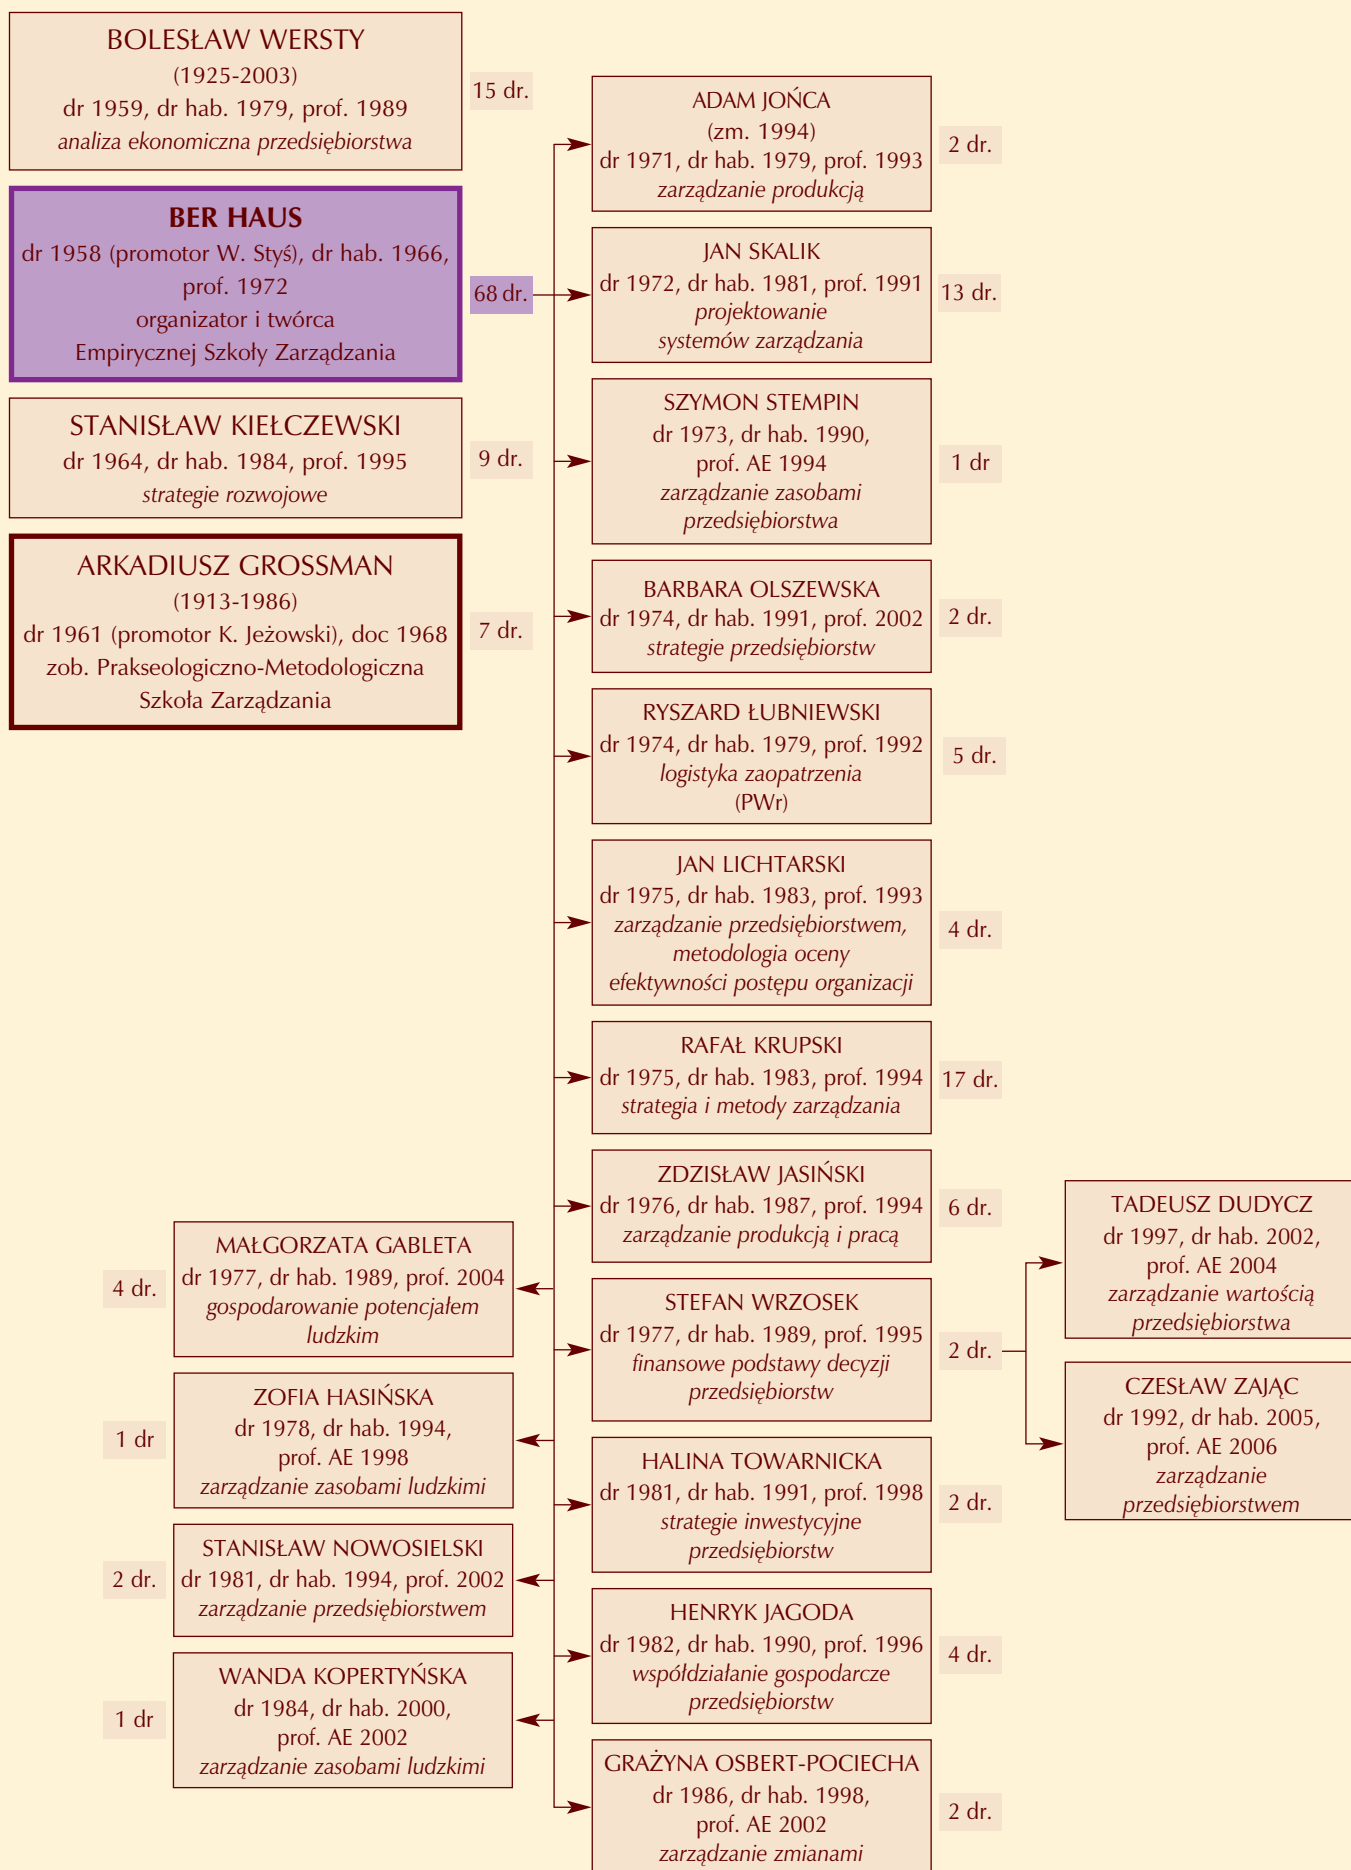 BOLESŁAW WERSTY
(1925-2003)
dr 1959, dr hab. 1979, prof. 1989
analiza ekonomiczna przedsiębiorstwa
15 dr.
BER HAUS
dr 1958 (promotor W. Styś), dr hab. 1966,
prof. 1972
organizator i twórca
Empirycznej Szkoły Zarządzania
68 dr.
STANISŁAW KIEŁCZEWSKI
dr 1964, dr hab. 1984, prof. 1995
strategie rozwojowe
9 dr.
ARKADIUSZ GROSSMAN
(1913-1986)
dr 1961 (promotor K. Jeżowski), doc 1968
zob. Prakseologiczno-Metodologiczna
Szkoła Zarządzania
7 dr.
ADAM JOŃCA
(zm. 1994)
dr 1971, dr hab. 1979, prof. 1993
zarządzanie produkcją
2 dr.
JAN SKALIK
dr 1972, dr hab. 1981, prof. 1991
projektowanie
systemów zarządzania
13 dr.
SZYMON STEMPIN
dr 1973, dr hab. 1990,
prof. AE 1994
zarządzanie zasobami
przedsiębiorstwa
1 dr
BARBARA OLSZEWSKA
dr 1974, dr hab. 1991, prof. 2002
strategie przedsiębiorstw
2 dr.
RYSZARD ŁUBNIEWSKI
dr 1974, dr hab. 1979, prof. 1992
logistyka zaopatrzenia
(PWr)
5 dr.
JAN LICHTARSKI
dr 1975, dr hab. 1983, prof. 1993
zarządzanie przedsiębiorstwem,
metodologia oceny
efektywności postępu organizacji
4 dr.
RAFAŁ KRUPSKI
dr 1975, dr hab. 1983, prof. 1994
strategia i metody zarządzania
17 dr.
ZDZISŁAW JASIŃSKI
dr 1976, dr hab. 1987, prof. 1994
zarządzanie produkcją i pracą
6 dr.
MAŁGORZATA GABLETA
dr 1977, dr hab. 1989, prof. 2004
gospodarowanie potencjałem
ludzkim
4 dr.
STEFAN WRZOSEK
dr 1977, dr hab. 1989, prof. 1995
finansowe podstawy decyzji
przedsiębiorstw
2 dr.
TADEUSZ DUDYCZ
dr 1997, dr hab. 2002,
prof. AE 2004
zarządzanie wartością
przedsiębiorstwa
CZESŁAW ZAJĄC
dr 1992, dr hab. 2005,
prof. AE 2006
zarządzanie
przedsiębiorstwem
ZOFIA HASIŃSKA
dr 1978, dr hab. 1994,
prof. AE 1998
zarządzanie zasobami ludzkimi
1 dr
HALINA TOWARNICKA
dr 1981, dr hab. 1991, prof. 1998
strategie inwestycyjne
przedsiębiorstw
2 dr.
STANISŁAW NOWOSIELSKI
dr 1981, dr hab. 1994, prof. 2002
zarządzanie przedsiębiorstwem
2 dr.
HENRYK JAGODA
dr 1982, dr hab. 1990, prof. 1996
współdziałanie gospodarcze
przedsiębiorstw
4 dr.
WANDA KOPERTYŃSKA
dr 1984, dr hab. 2000,
prof. AE 2002
zarządzanie zasobami ludzkimi
1 dr
GRAŻYNA OSBERT-POCIECHA
dr 1986, dr hab. 1998,
prof. AE 2002
zarządzanie zmianami
2 dr.